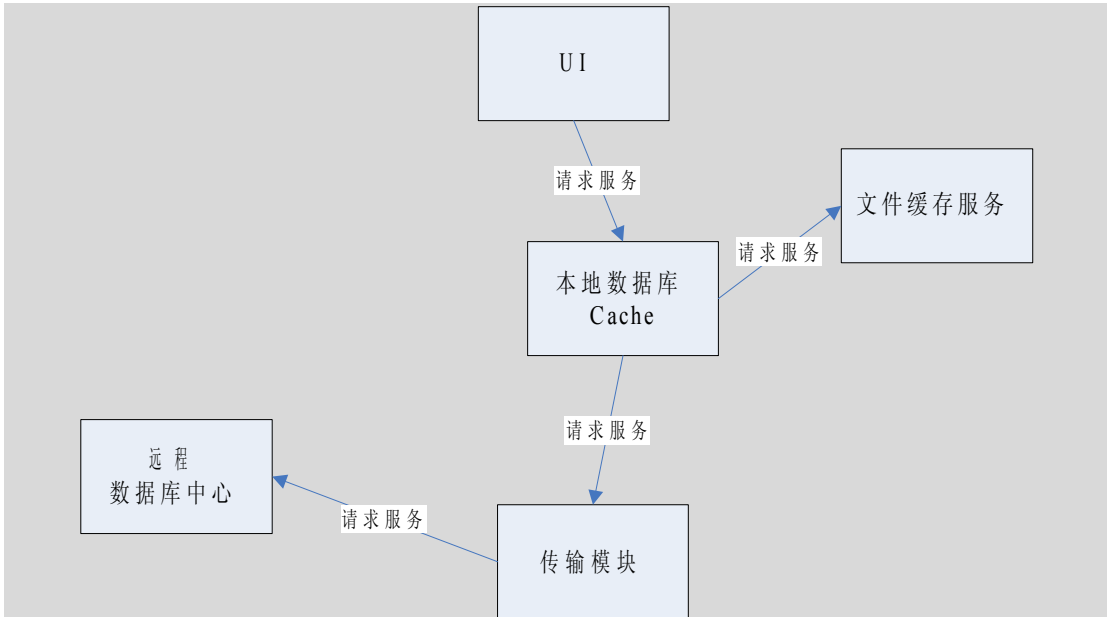 UI
请求服务
文件缓存服务
请求服务
本地数据库
Cache
请求服务
远程
数据库中心
请求服务
传输模块